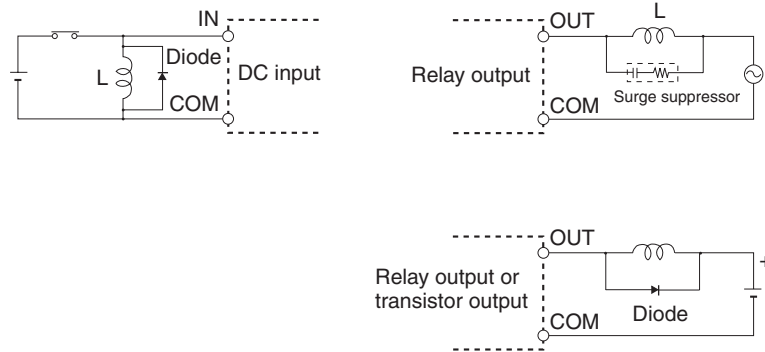 IN
Diode
L
DC input
COM
OUT
L
Relay output
Surge suppressor
COM
OUT
+
Relay output or
transistor output
Diode
COM